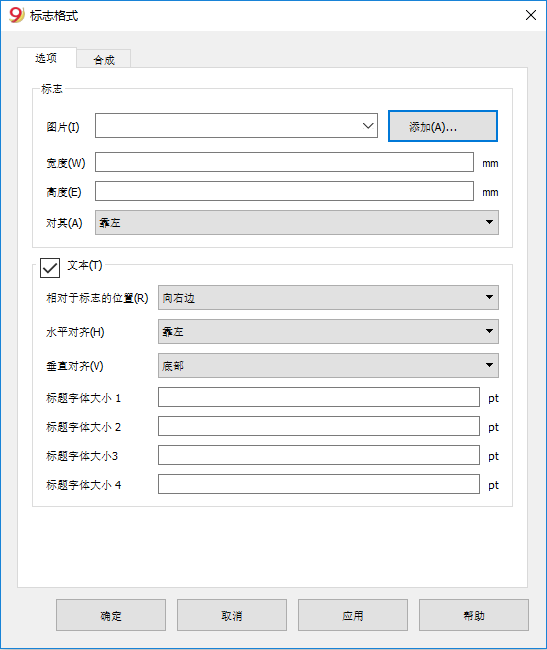 标志格式
选项 合成
标志
图片(I) 添加(A)...
宽度(W) mm
高度(E) mm
对其(A) 靠左
文本(T)
相对于标志的位置(R) 向右边
水平对齐(H) 靠左
垂直对齐(V) 底部
标题字体大小 1 pt
标题字体大小 2 pt
标题字体大小3 pt
标题字体大小 4 pt
确定 取消 应用 帮助